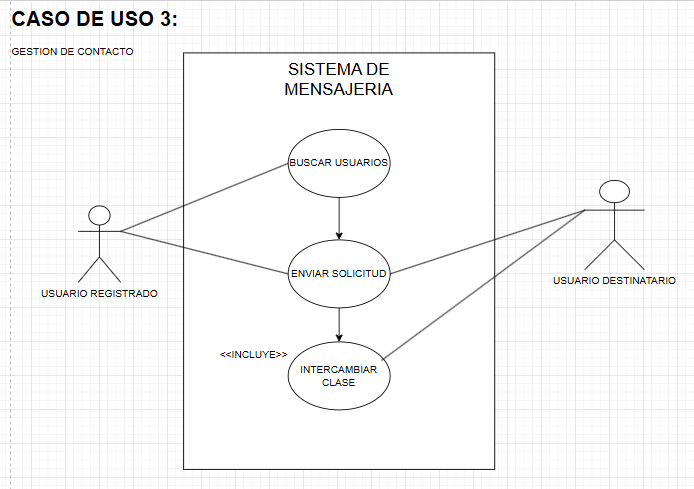 CASO DE USO 3:
GESTION DE CONTACTO
SISTEMA DE
MENSAJERIA
BUSCAR USUARIOS
ENVIAR SOLICITUD
USUARIO REGISTRADO
USUARIO DESTINATARIO
<<INCLUYE>>
INTERCAMBIAR
CLASE